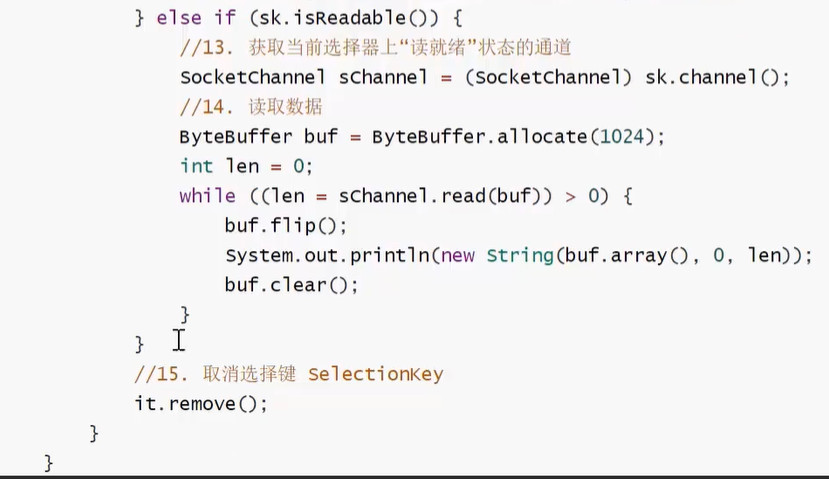 } else if (sk.isReadable()) {
//13. 获取当前选择器上“读就绪”状态的通道
SocketChannel sChannel = (SocketChannel) sk.channel();
//14. 读取数据
ByteBuffer buf = ByteBuffer.allocate(1024);
int len = 0;
while ((len = sChannel.read(buf)) > 0) {
buf.flip();
System.out.println(new String(buf.array(), 0, len));
buf.clear();
}
}
//15. 取消选择键 SelectionKey
it.remove();
}
}